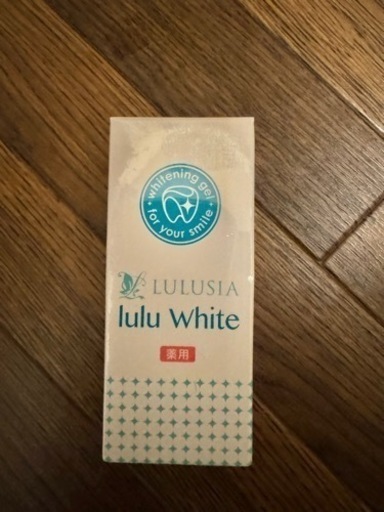 whitening gel
for your smile
LULUSIA
lulu white
薬用